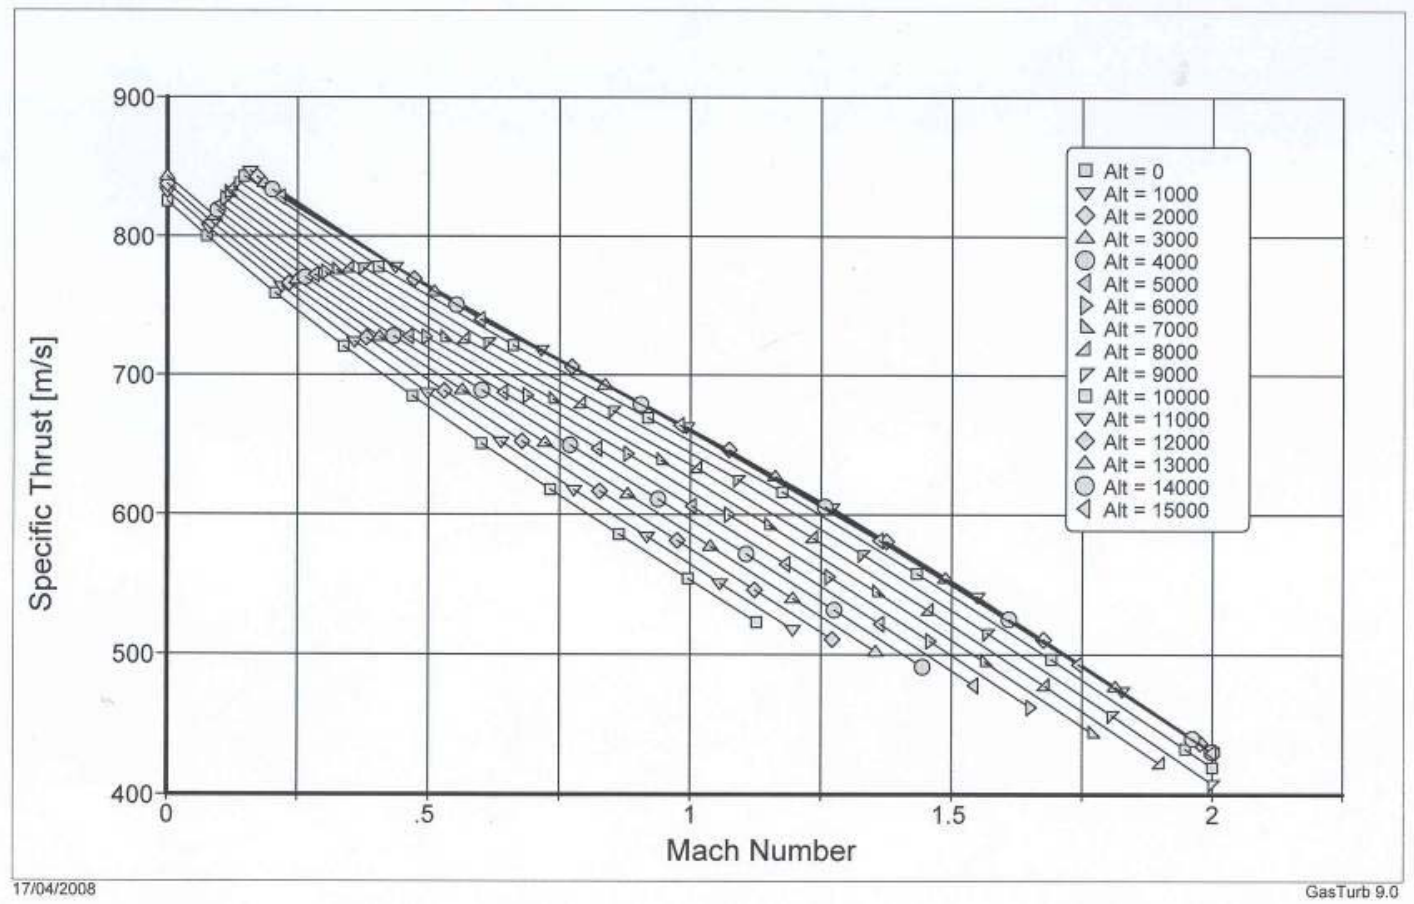 900
800
700
600
500
400
Specific Thrust [m/s]
0
.5
1
1.5
2
Mach Number
Alt = 0
Alt = 1000
Alt = 2000
Alt = 3000
Alt = 4000
Alt = 5000
Alt = 6000
Alt = 7000
Alt = 8000
Alt = 9000
Alt = 10000
Alt = 11000
Alt = 12000
Alt = 13000
Alt = 14000
Alt = 15000
17/04/2008
GasTurb 9.0